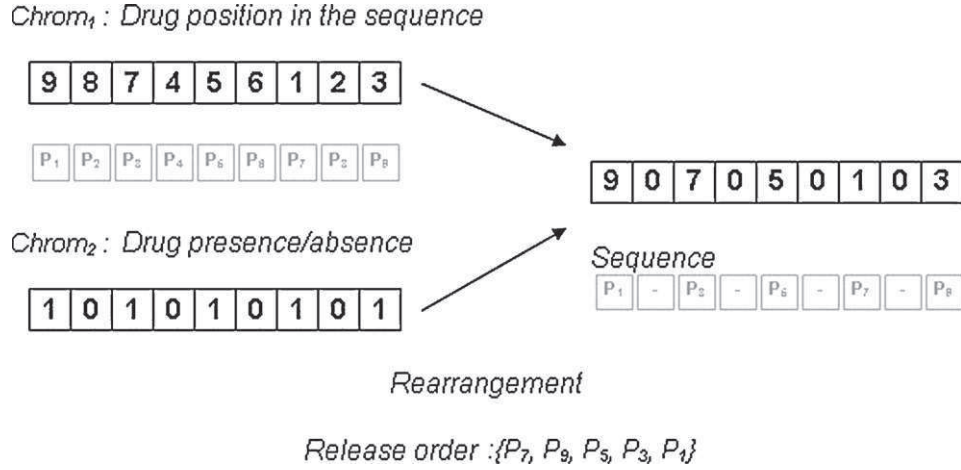 Chrom₁ : Drug position in the sequence
9 8 7 4 5 6 1 2 3
P₁ P₂ P₃ P₄ P₅ P₆ P₇ P₈ P₉
9 0 7 0 5 0 1 0 3
Chrom₂ : Drug presence/absence
Sequence
P₁ - P₃ - P₅ - P₇ - P₉
1 0 1 0 1 0 1 0 1
Rearrangement
Release order :{P₇, P₉, P₅, P₃, P₁}